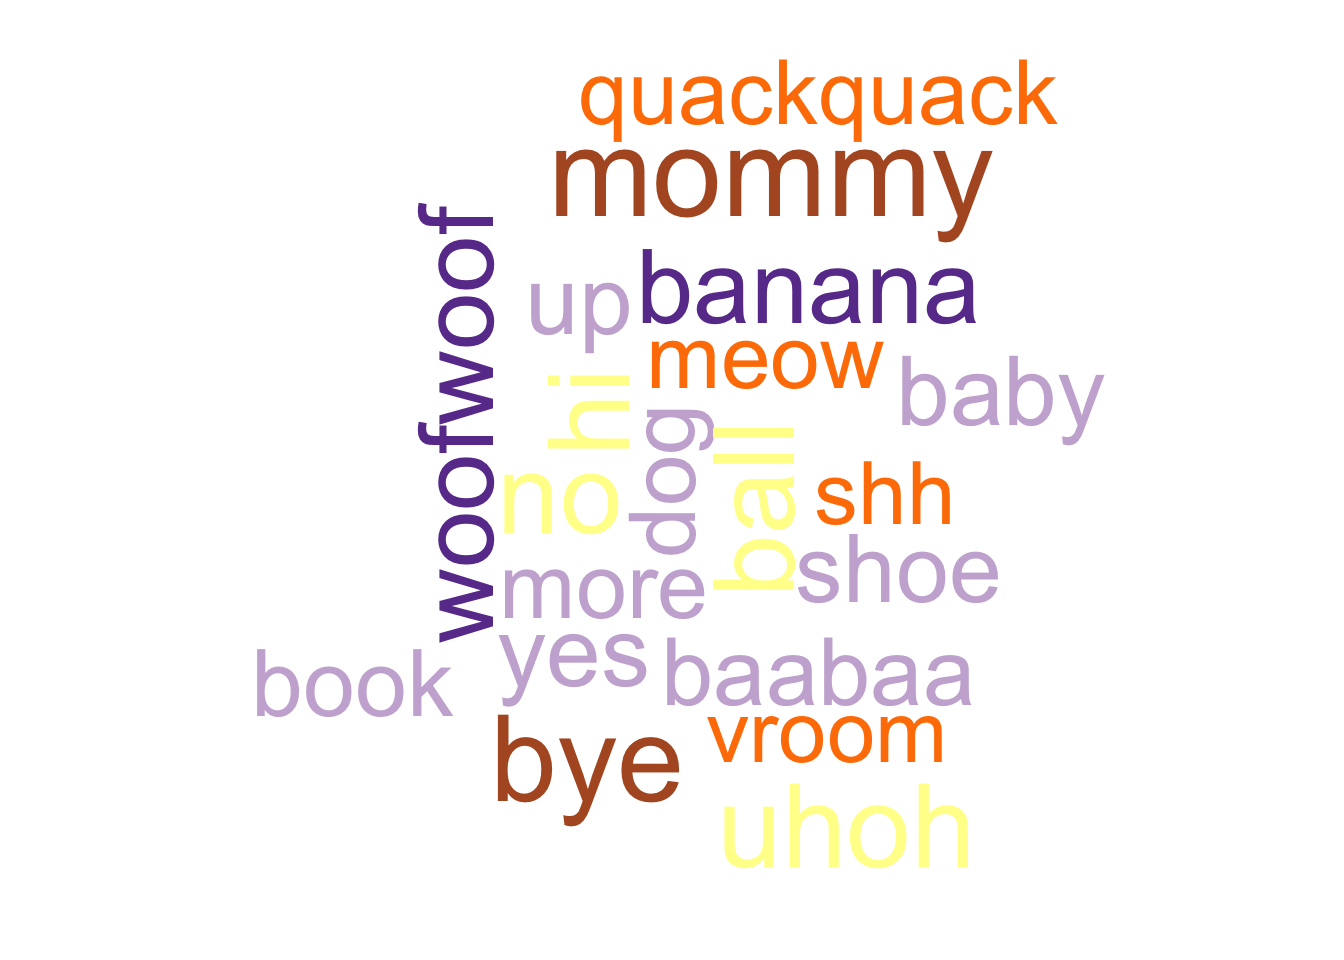 quackquack
mommy
woofwoof
up
banana
meow
baby
hi
dog
ball
no
shh
shoe
more
yes
baabaa
book
vroom
bye
uhoh